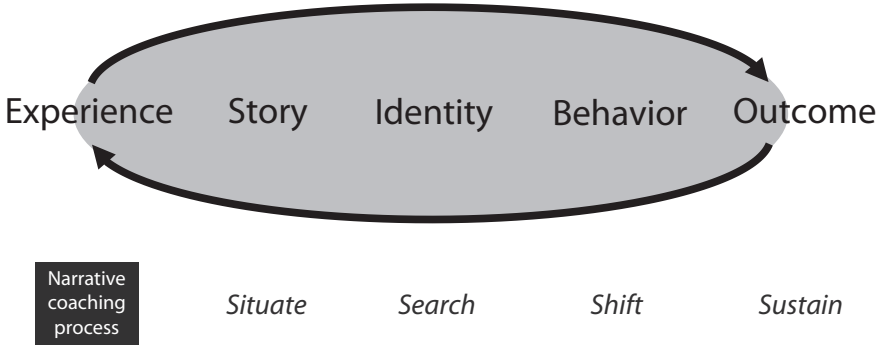 Experience Story Identity Behavior Outcome
Narrative
coaching
process
Situate Search Shift Sustain